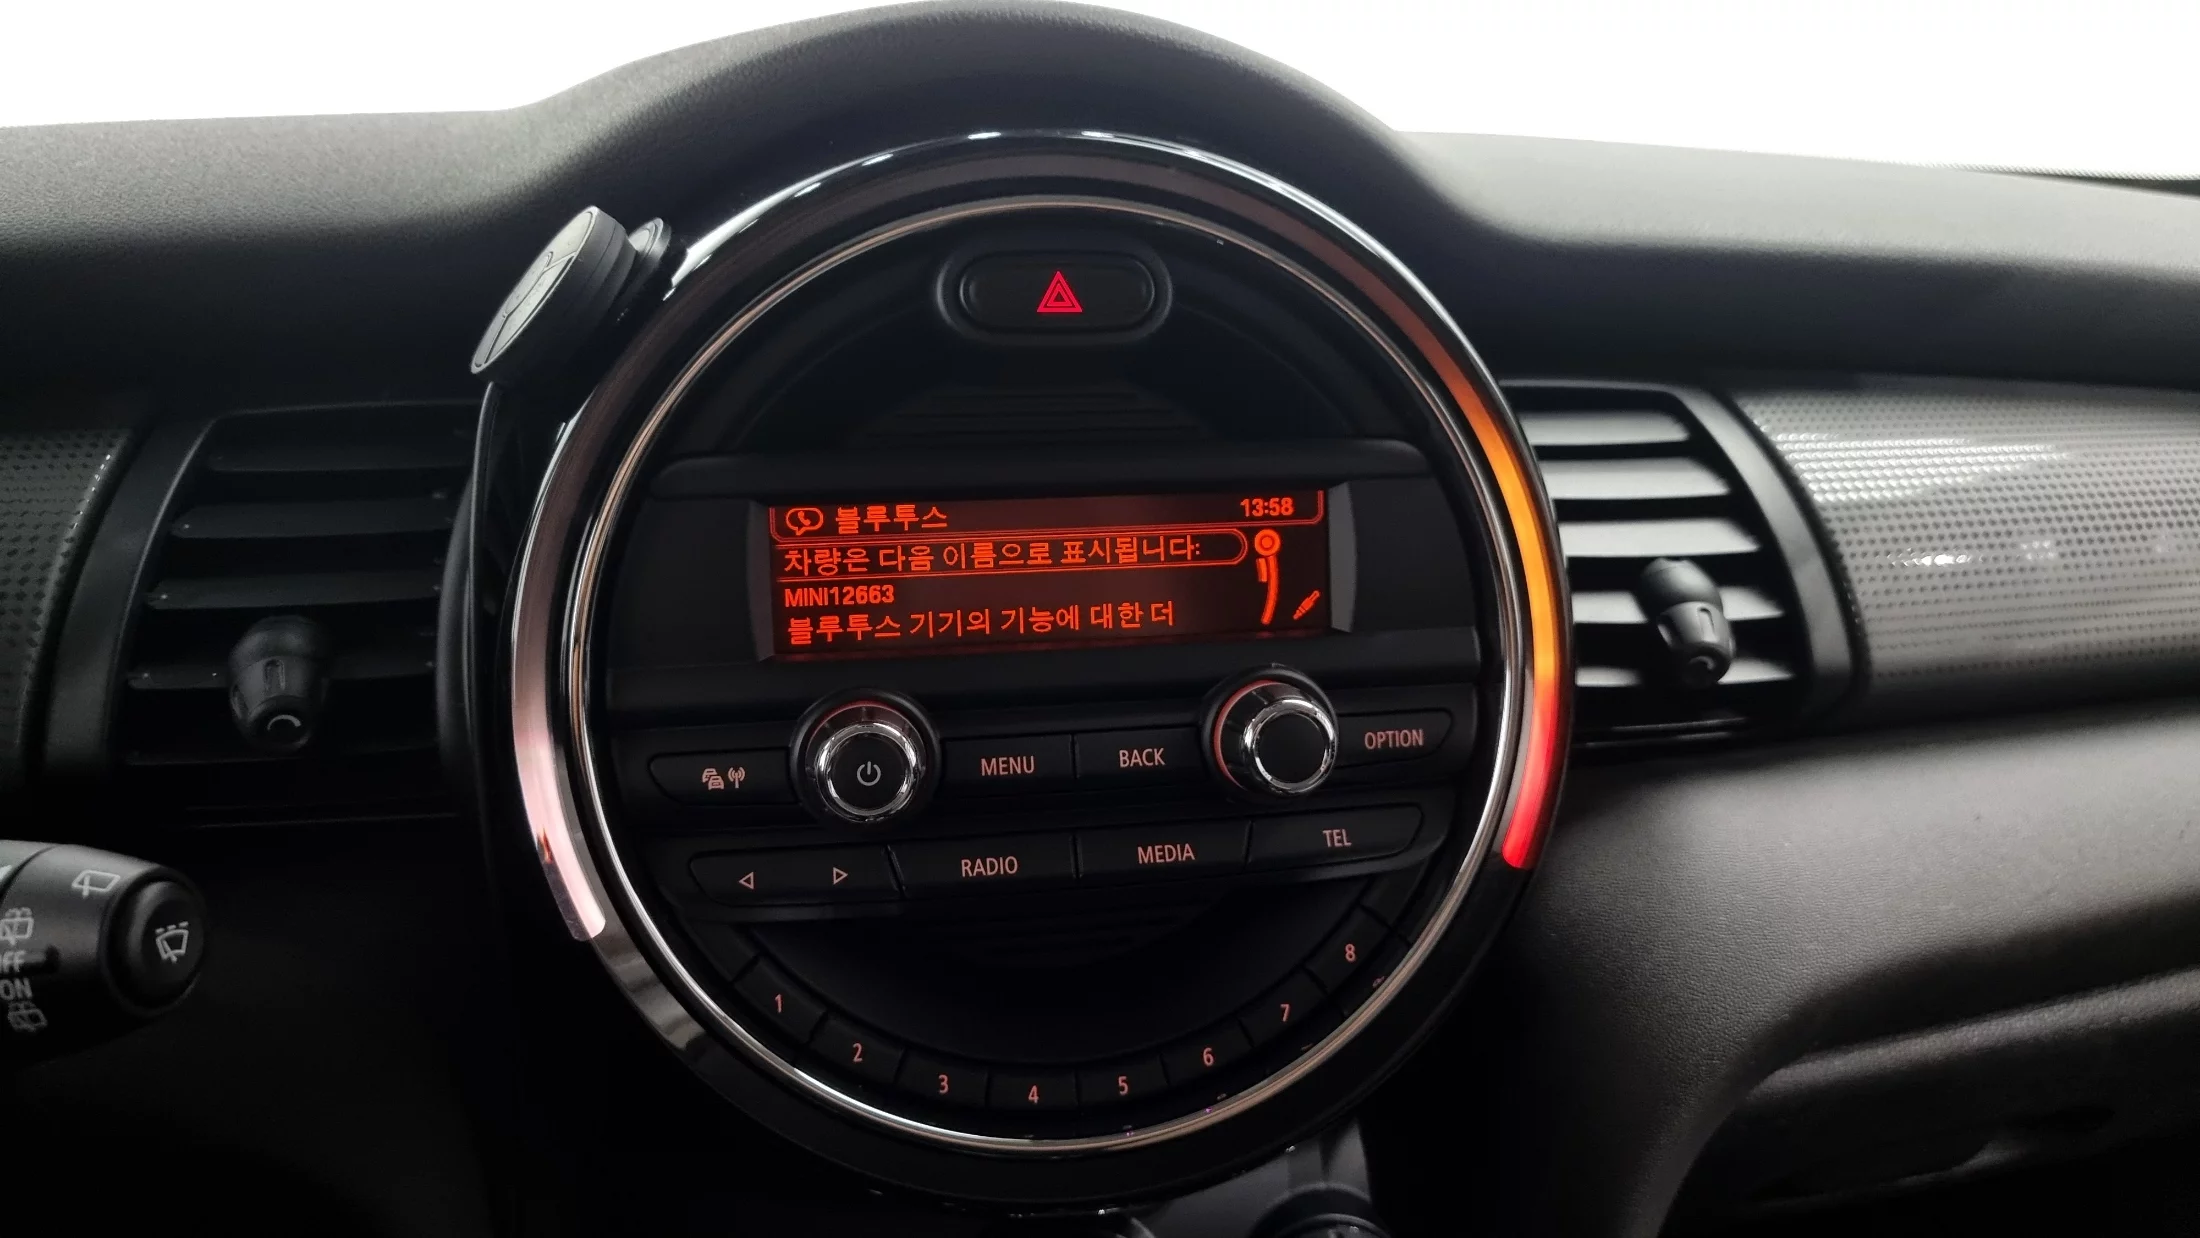 블루투스 13:58
차량은 다음 이름으로 표시됩니다:
MINI12663
블루투스 기기의 기능에 대한 더
MENU BACK OPTION
RADIO MEDIA TEL
1 2 3 4 5 6 7 8
ON